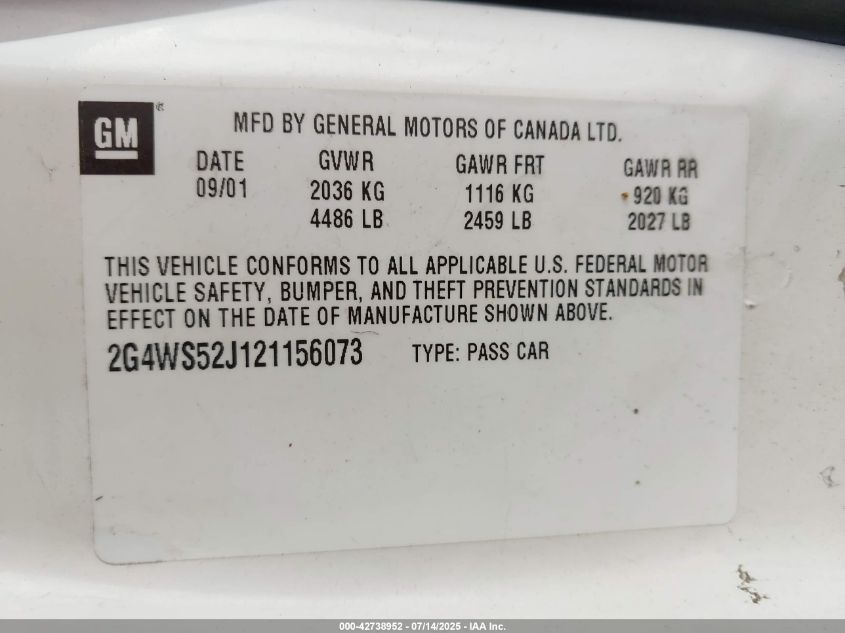 GM
MFD BY GENERAL MOTORS OF CANADA LTD.
DATE GVWR GAWR FRT GAWR RR
09/01 2036 KG 1116 KG 920 KG
4486 LB 2459 LB 2027 LB
THIS VEHICLE CONFORMS TO ALL APPLICABLE U.S. FEDERAL MOTOR
VEHICLE SAFETY, BUMPER, AND THEFT PREVENTION STANDARDS IN
EFFECT ON THE DATE OF MANUFACTURE SHOWN ABOVE.
2G4WS52J121156073 TYPE: PASS CAR
000-42738952 - 07/14/2025 - IAA Inc.